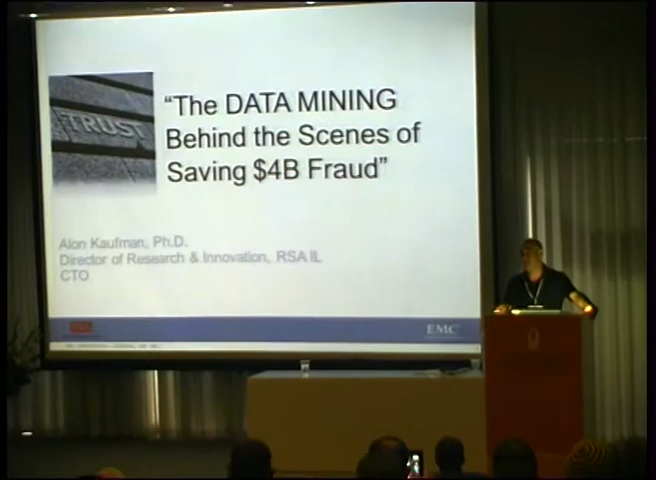 TRUST
“The DATA MINING
Behind the Scenes of
Saving $4B Fraud”
Alon Kaufman, Ph.D.
Director of Research & Innovation, RSA IL
CTO
RSA
EMC